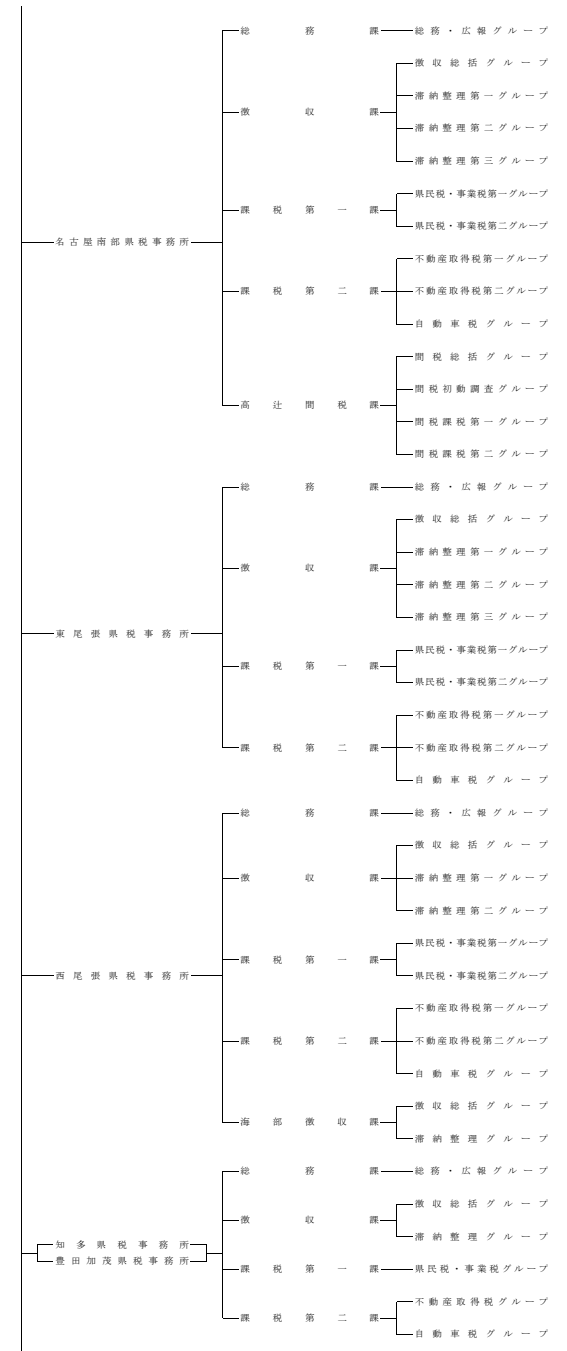 総務課 総務・広報グループ
徴収総括グループ
滞納整理第一グループ
徴収課
滞納整理第二グループ
滞納整理第三グループ
県民税・事業税第一グループ
課税第一課
県民税・事業税第二グループ
名古屋南部県税事務所
不動産取得税第一グループ
課税第二課 不動産取得税第二グループ
自動車税グループ
間税総括グループ
間税初動調査グループ
高辻間税課
間税課税第一グループ
間税課税第二グループ
総務課 総務・広報グループ
徴収総括グループ
滞納整理第一グループ
徴収課
滞納整理第二グループ
滞納整理第三グループ
東尾張県税事務所
県民税・事業税第一グループ
課税第一課
県民税・事業税第二グループ
不動産取得税第一グループ
課税第二課 不動産取得税第二グループ
自動車税グループ
総務課 総務・広報グループ
徴収総括グループ
徴収課 滞納整理第一グループ
滞納整理第二グループ
県民税・事業税第一グループ
課税第一課
西尾張県税事務所 県民税・事業税第二グループ
不動産取得税第一グループ
課税第二課 不動産取得税第二グループ
自動車税グループ
徴収総括グループ
海部徴収課
滞納整理グループ
総務課 総務・広報グループ
徴収総括グループ
徴収課
滞納整理グループ
知多県税事務所
豊田加茂県税事務所
課税第一課 県民税・事業税グループ
不動産取得税グループ
課税第二課
自動車税グループ